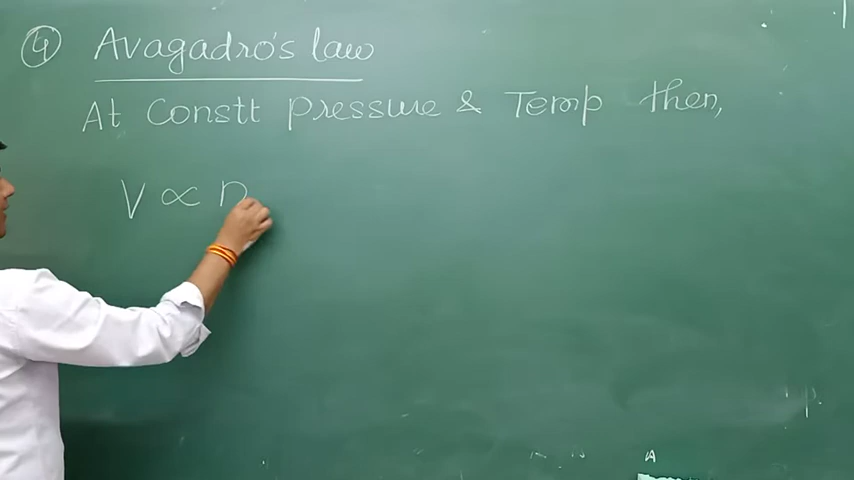 ④ Avagadro's law
At Constt pressure & Temp then,
V ∝ n
A